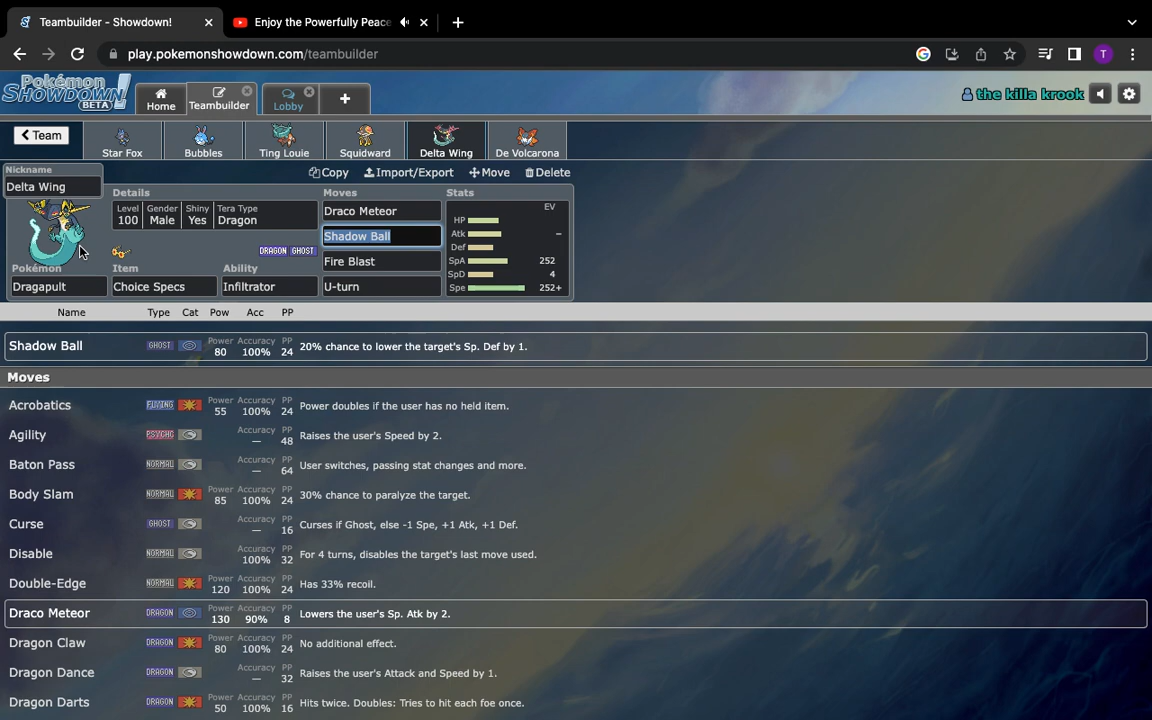 Teambuilder - Showdown!
Enjoy the Powerfully Peace
play.pokemonshowdown.com/teambuilder
T
Pokémon
SHOWDOWN!
BETA
Home
Teambuilder
Lobby
the killa krook
Team
Star Fox
Bubbles
Ting Louie
Squidward
Delta Wing
De Volcarona
Copy
Import/Export
Move
Delete
Nickname
Delta Wing
Details
Level
100
Gender
Male
Shiny
Yes
Tera Type
Dragon
DRAGON GHOST
Pokémon
Dragapult
Item
Choice Specs
Ability
Infiltrator
Moves
Draco Meteor
Shadow Ball
Fire Blast
U-turn
Stats
EV
HP
Atk –
Def
SpA 252
SpD 4
Spe 252+
Name Type Cat Pow Acc PP
Shadow Ball GHOST Power 80 Accuracy 100% PP 24 20% chance to lower the target's Sp. Def by 1.
Moves
Acrobatics FLYING Power 55 Accuracy 100% PP 24 Power doubles if the user has no held item.
Agility PSYCHC Accuracy — PP 48 Raises the user's Speed by 2.
Baton Pass NORMAL Accuracy — PP 64 User switches, passing stat changes and more.
Body Slam NORMAL Power 85 Accuracy 100% PP 24 30% chance to paralyze the target.
Curse GHOST Accuracy — PP 16 Curses if Ghost, else -1 Spe, +1 Atk, +1 Def.
Disable NORMAL Accuracy 100% PP 32 For 4 turns, disables the target's last move used.
Double-Edge NORMAL Power 120 Accuracy 100% PP 24 Has 33% recoil.
Draco Meteor DRAGON Power 130 Accuracy 90% PP 8 Lowers the user's Sp. Atk by 2.
Dragon Claw DRAGON Power 80 Accuracy 100% PP 24 No additional effect.
Dragon Dance DRAGON Accuracy — PP 32 Raises the user's Attack and Speed by 1.
Dragon Darts DRAGON Power 50 Accuracy 100% PP 16 Hits twice. Doubles: Tries to hit each foe once.